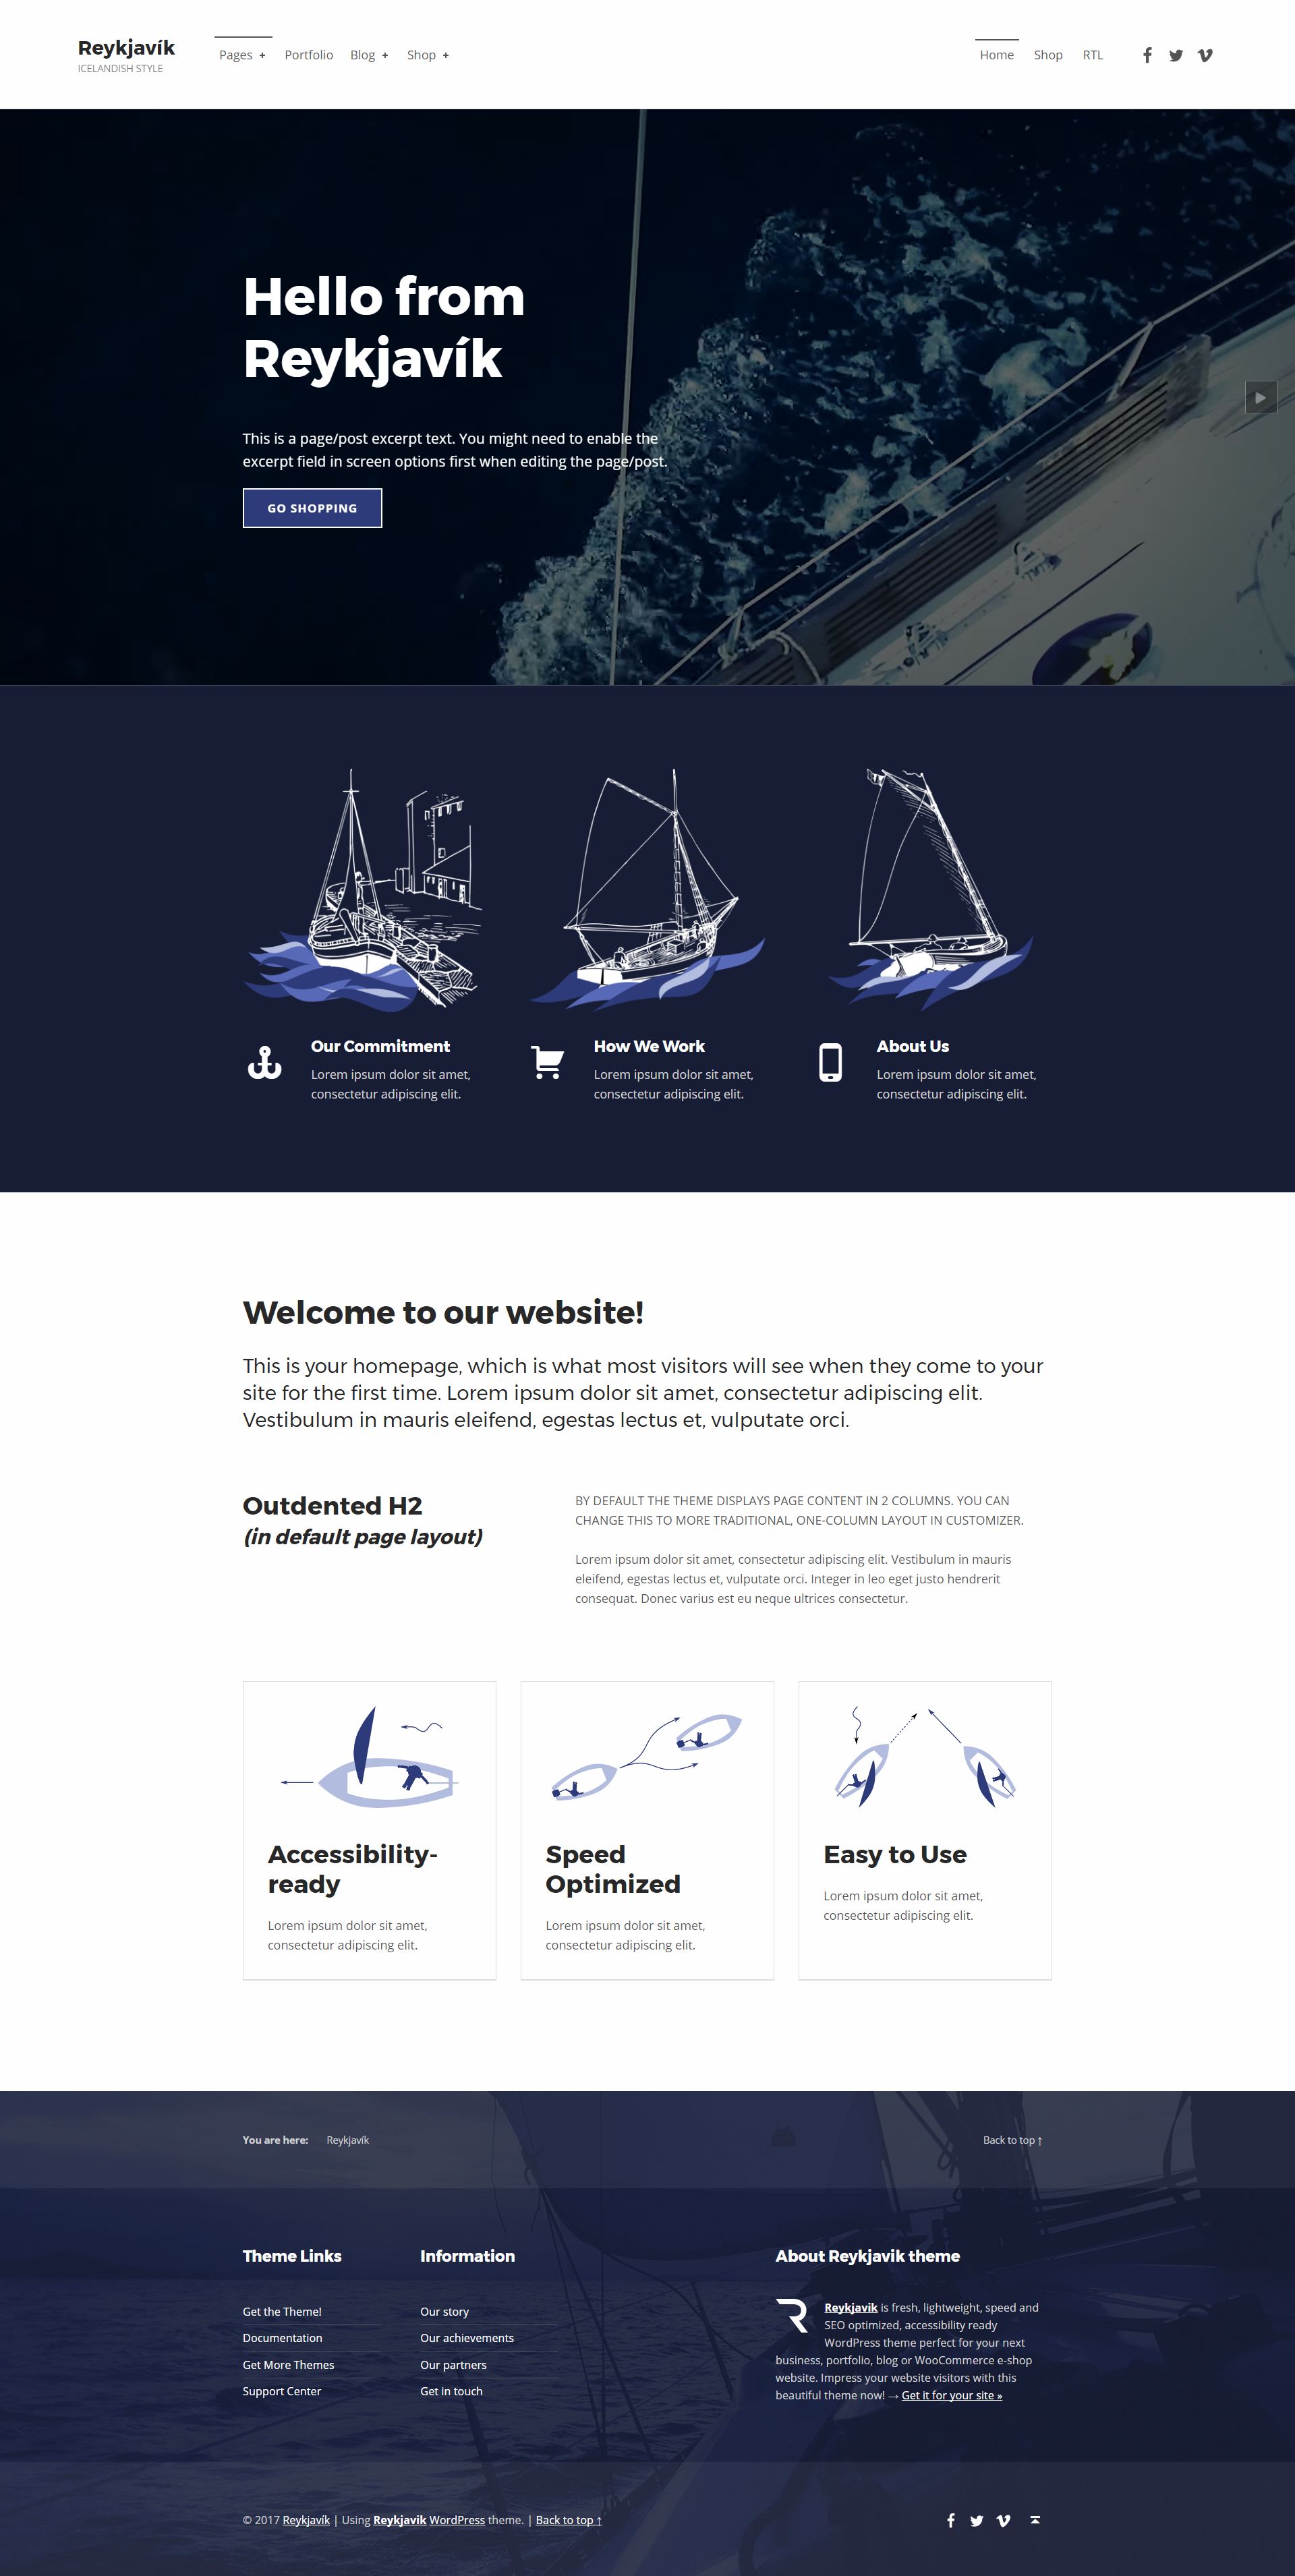 Reykjavík
ICELANDISH STYLE
Pages +
Portfolio
Blog +
Shop +
Home
Shop
RTL
Hello from
Reykjavík
This is a page/post excerpt text. You might need to enable the
excerpt field in screen options first when editing the page/post.
GO SHOPPING
Our Commitment
Lorem ipsum dolor sit amet,
consectetur adipiscing elit.
How We Work
Lorem ipsum dolor sit amet,
consectetur adipiscing elit.
About Us
Lorem ipsum dolor sit amet,
consectetur adipiscing elit.
Welcome to our website!
This is your homepage, which is what most visitors will see when they come to your
site for the first time. Lorem ipsum dolor sit amet, consectetur adipiscing elit.
Vestibulum in mauris eleifend, egestas lectus et, vulputate orci.
Outdented H2
(in default page layout)
BY DEFAULT THE THEME DISPLAYS PAGE CONTENT IN 2 COLUMNS. YOU CAN
CHANGE THIS TO MORE TRADITIONAL, ONE-COLUMN LAYOUT IN CUSTOMIZER.
Lorem ipsum dolor sit amet, consectetur adipiscing elit. Vestibulum in mauris
eleifend, egestas lectus et, vulputate orci. Integer in leo eget justo hendrerit
consequat. Donec varius est eu neque ultrices consectetur.
Accessibility-
ready
Lorem ipsum dolor sit amet,
consectetur adipiscing elit.
Speed
Optimized
Lorem ipsum dolor sit amet,
consectetur adipiscing elit.
Easy to Use
Lorem ipsum dolor sit amet,
consectetur adipiscing elit.
You are here: Reykjavík
Back to top ↑
Theme Links
Get the Theme!
Documentation
Get More Themes
Support Center
Information
Our story
Our achievements
Our partners
Get in touch
About Reykjavik theme
Reykjavik is fresh, lightweight, speed and
SEO optimized, accessibility ready
WordPress theme perfect for your next
business, portfolio, blog or WooCommerce e-shop
website. Impress your website visitors with this
beautiful theme now! → Get it for your site »
© 2017 Reykjavík | Using Reykjavik WordPress theme. | Back to top ↑